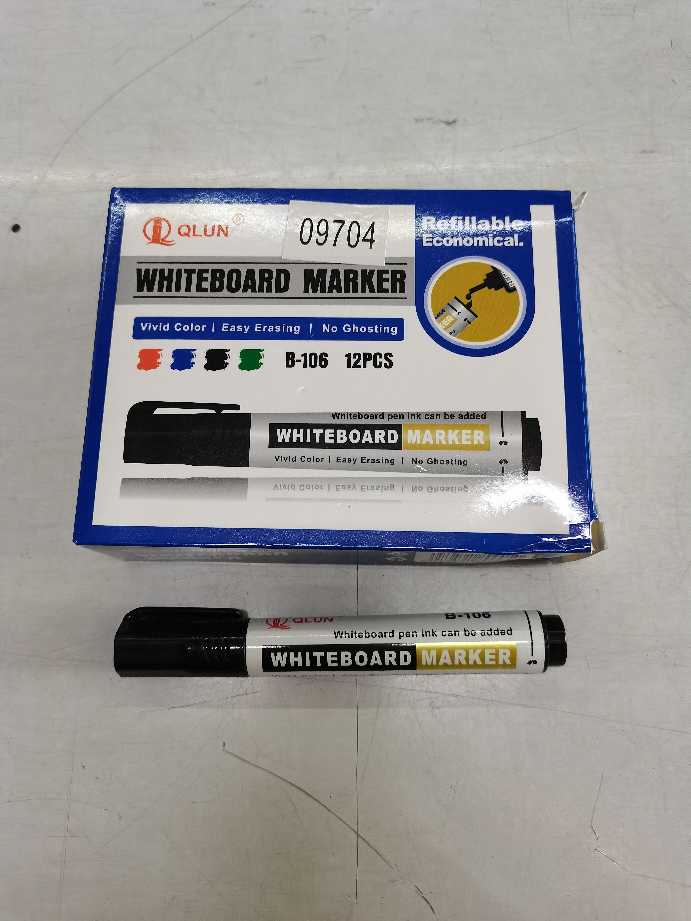 QLUN®
09704
Refillable
Economical.
WHITEBOARD MARKER
Vivid Color | Easy Erasing | No Ghosting
B-106 12PCS
Whiteboard pen ink can be added
WHITEBOARD MARKER
Vivid Color | Easy Erasing | No Ghosting
QLUN B-106
Whiteboard pen ink can be added
WHITEBOARD MARKER